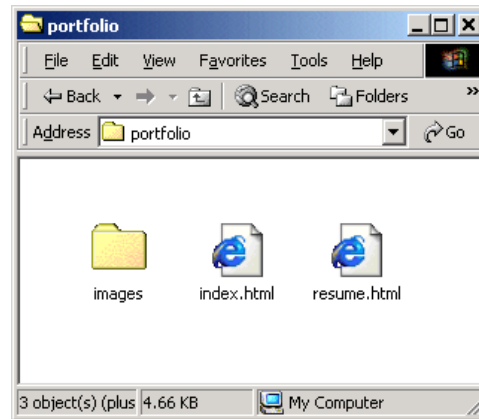 portfolio
File Edit View Favorites Tools Help
Back Search Folders »
Address portfolio Go
images index.html resume.html
3 object(s) (plus 4.66 KB My Computer